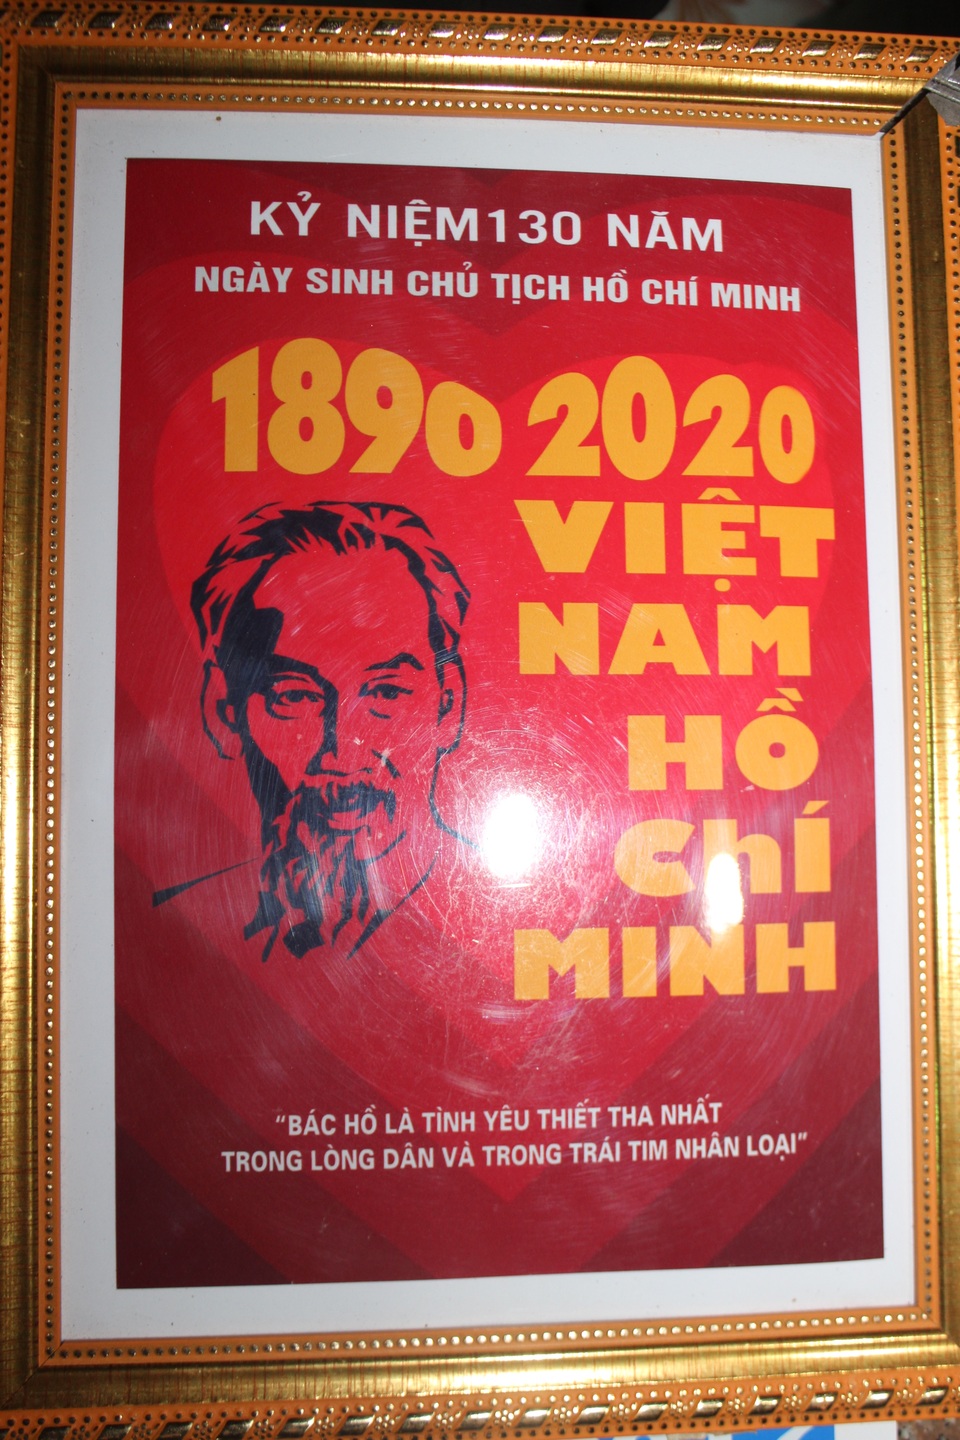 KỶ NIỆM130 NĂM
NGÀY SINH CHỦ TỊCH HỒ CHÍ MINH
1890 2020
VIỆT
NAM
HỒ
Chí
MINH
“BÁC HỒ LÀ TÌNH YÊU THIẾT THA NHẤT
TRONG LÒNG DÂN VÀ TRONG TRÁI TIM NHÂN LOẠI”